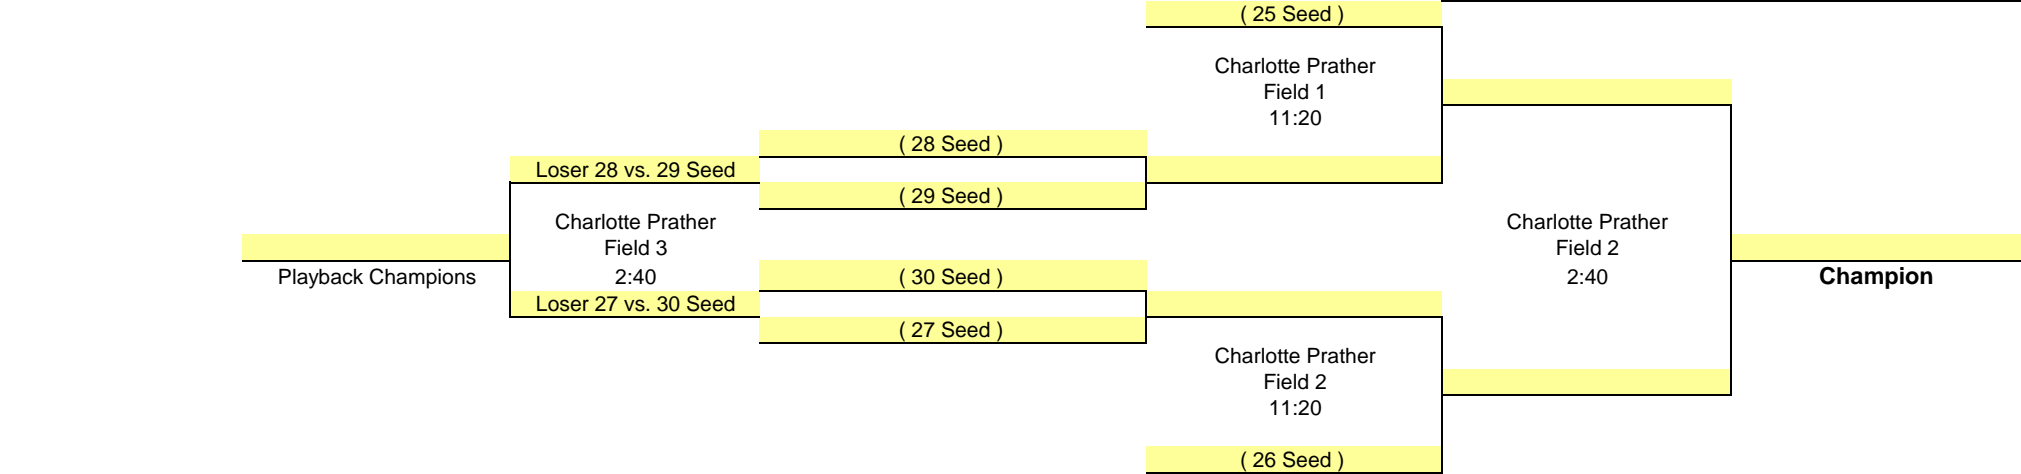 ( 25 Seed )
Charlotte Prather
Field 1
11:20
( 28 Seed )
Loser 28 vs. 29 Seed
( 29 Seed )
Charlotte Prather
Field 3
2:40
Charlotte Prather
Field 2
2:40
Playback Champions
( 30 Seed )
Champion
Loser 27 vs. 30 Seed
( 27 Seed )
Charlotte Prather
Field 2
11:20
( 26 Seed )